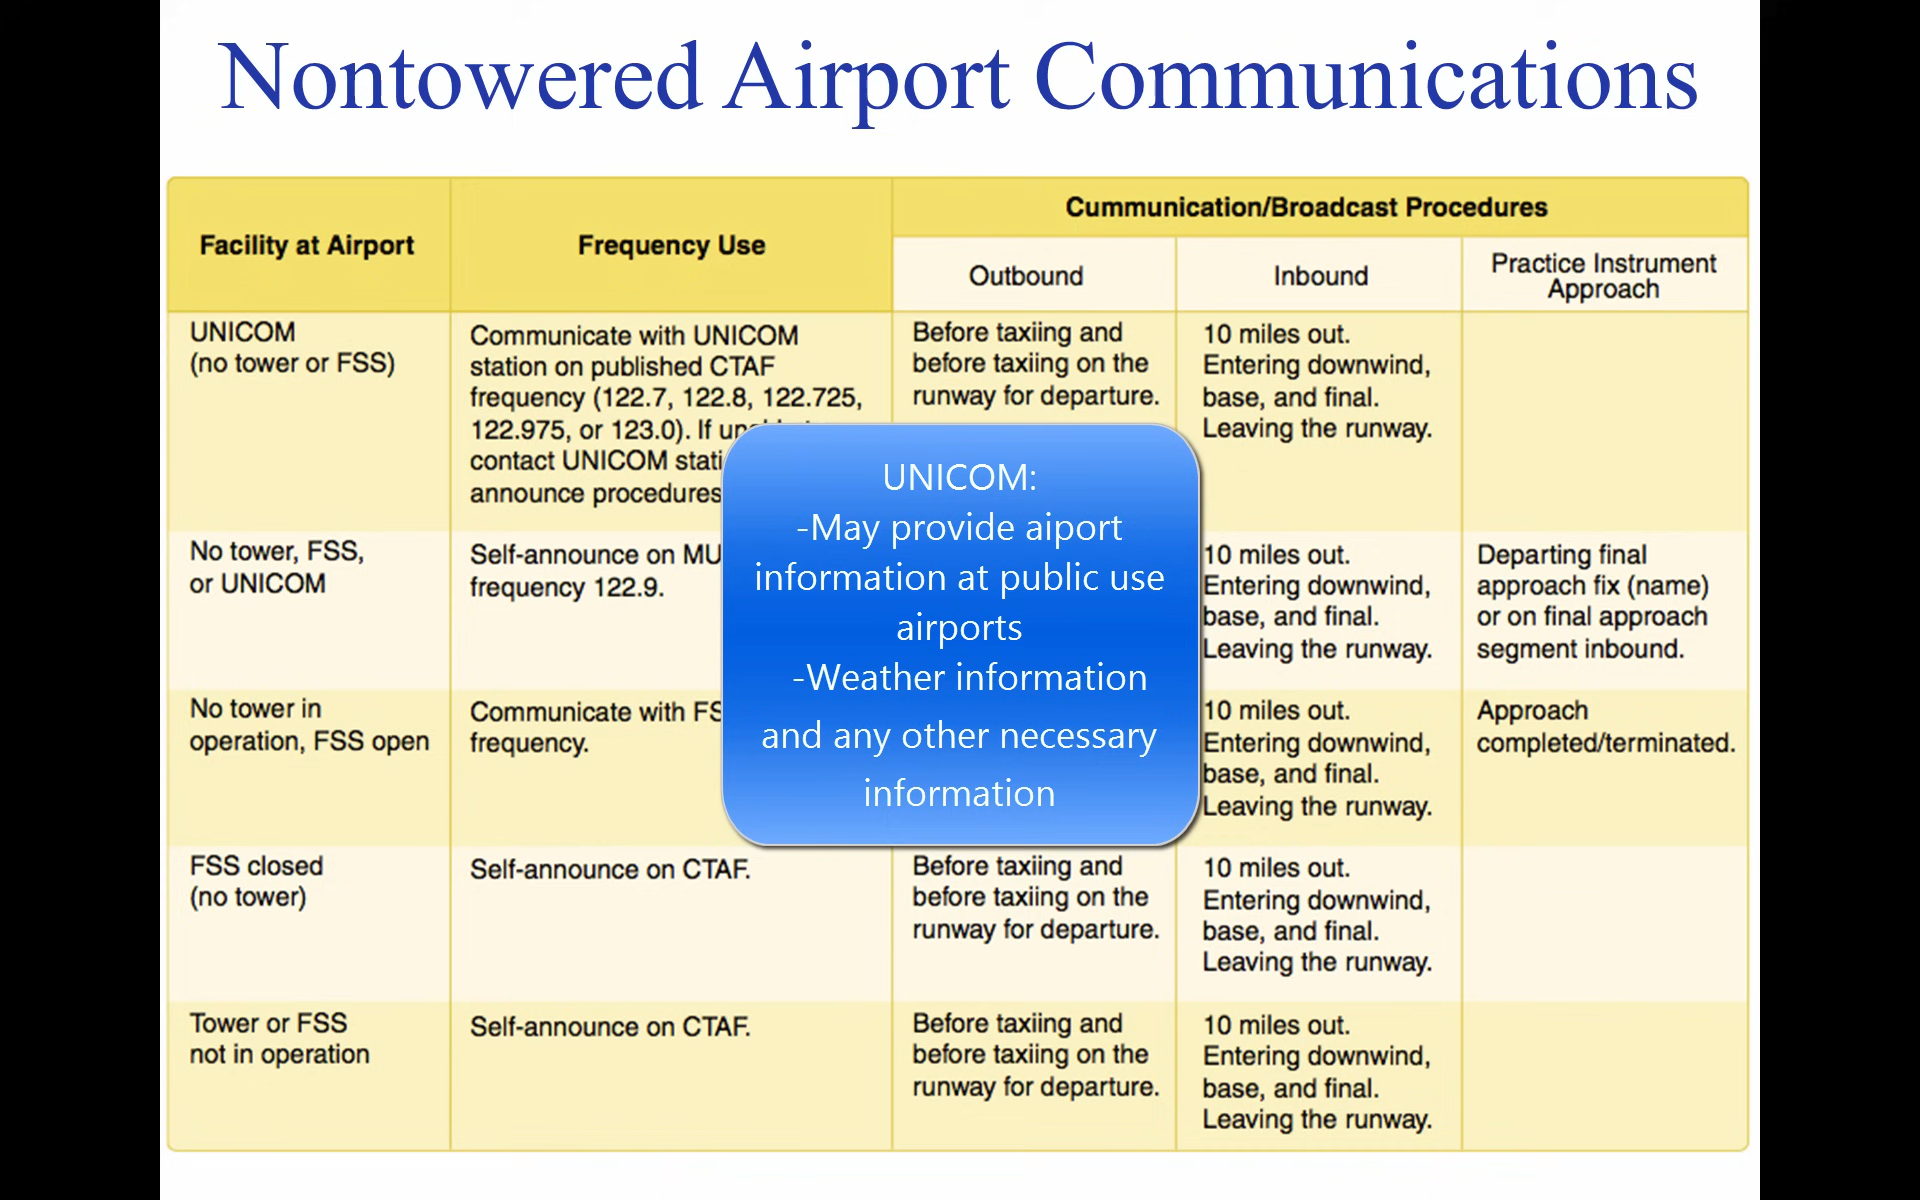 Nontowered Airport Communications
Facility at Airport
Frequency Use
Cummunication/Broadcast Procedures
Outbound
Inbound
Practice Instrument
Approach
UNICOM
(no tower or FSS)
Communicate with UNICOM
station on published CTAF
frequency (122.7, 122.8, 122.725,
122.975, or 123.0). If
contact UNICOM
announce procedures
Before taxiing and
before taxiing on the
runway for departure.
10 miles out.
Entering downwind,
base, and final.
Leaving the runway.
No tower, FSS,
or UNICOM
Self-announce on
frequency 122.9.
10 miles out.
Entering downwind,
base, and final.
Leaving the runway.
Departing final
approach fix (name)
or on final approach
segment inbound.
No tower in
operation, FSS open
Communicate with
frequency.
10 miles out.
Entering downwind,
base, and final.
Leaving the runway.
Approach
completed/terminated.
FSS closed
(no tower)
Self-announce on CTAF.
Before taxiing and
before taxiing on the
runway for departure.
10 miles out.
Entering downwind,
base, and final.
Leaving the runway.
Tower or FSS
not in operation
Self-announce on CTAF.
Before taxiing and
before taxiing on the
runway for departure.
10 miles out.
Entering downwind,
base, and final.
Leaving the runway.
UNICOM:
-May provide aiport
information at public use
airports
-Weather information
and any other necessary
information